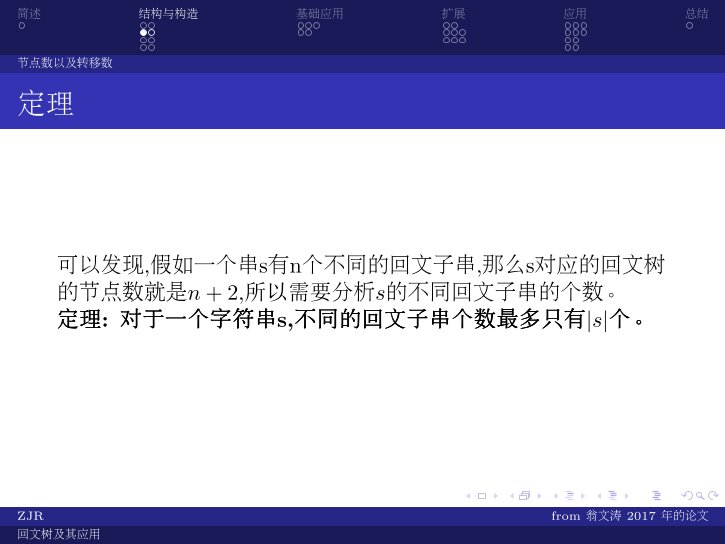 简述 结构与构造 基础应用 扩展 应用 总结
节点数以及转移数
定理
可以发现,假如一个串s有n个不同的回文子串,那么s对应的回文树
的节点数就是n + 2,所以需要分析s的不同回文子串的个数。
定理: 对于一个字符串s,不同的回文子串个数最多只有|s|个。
ZJR from 翁文涛 2017 年的论文
回文树及其应用